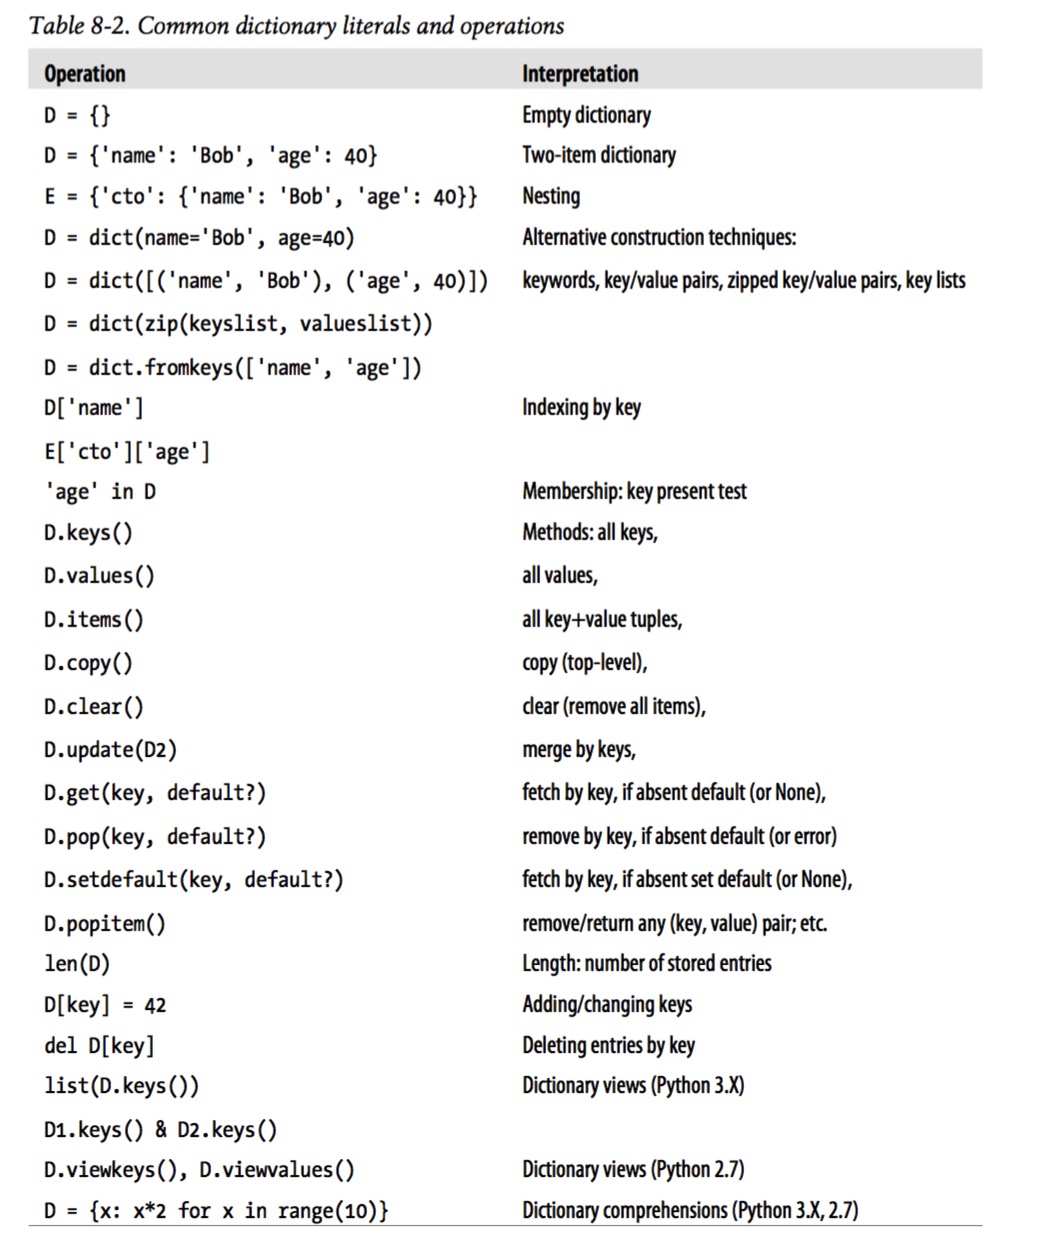 Table 8-2. Common dictionary literals and operations
Operation Interpretation
D = {} Empty dictionary
D = {'name': 'Bob', 'age': 40} Two-item dictionary
E = {'cto': {'name': 'Bob', 'age': 40}} Nesting
D = dict(name='Bob', age=40) Alternative construction techniques:
D = dict([('name', 'Bob'), ('age', 40)]) keywords, key/value pairs, zipped key/value pairs, key lists
D = dict(zip(keyslist, valueslist))
D = dict.fromkeys(['name', 'age'])
D['name'] Indexing by key
E['cto']['age']
'age' in D Membership: key present test
D.keys() Methods: all keys,
D.values() all values,
D.items() all key+value tuples,
D.copy() copy (top-level),
D.clear() clear (remove all items),
D.update(D2) merge by keys,
D.get(key, default?) fetch by key, if absent default (or None),
D.pop(key, default?) remove by key, if absent default (or error)
D.setdefault(key, default?) fetch by key, if absent set default (or None),
D.popitem() remove/return any (key, value) pair; etc.
len(D) Length: number of stored entries
D[key] = 42 Adding/changing keys
del D[key] Deleting entries by key
list(D.keys()) Dictionary views (Python 3.X)
D1.keys() & D2.keys()
D.viewkeys(), D.viewvalues() Dictionary views (Python 2.7)
D = {x: x*2 for x in range(10)} Dictionary comprehensions (Python 3.X, 2.7)